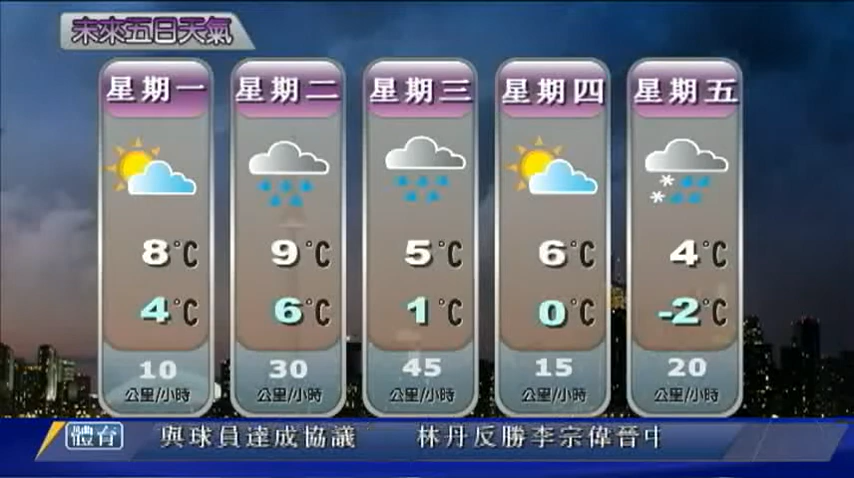 未來五日天氣
星期一 星期二 星期三 星期四 星期五
8°C 9°C 5°C 6°C 4°C
4°C 6°C 1°C 0°C -2°C
10 30 45 15 20
公里/小時 公里/小時 公里/小時 公里/小時 公里/小時
體育 與球員達成協議 林丹反勝李宗偉晉中